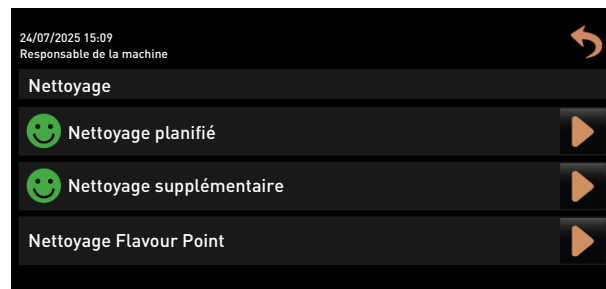 24/07/2025 15:09
Responsable de la machine
Nettoyage
Nettoyage planifié
Nettoyage supplémentaire
Nettoyage Flavour Point